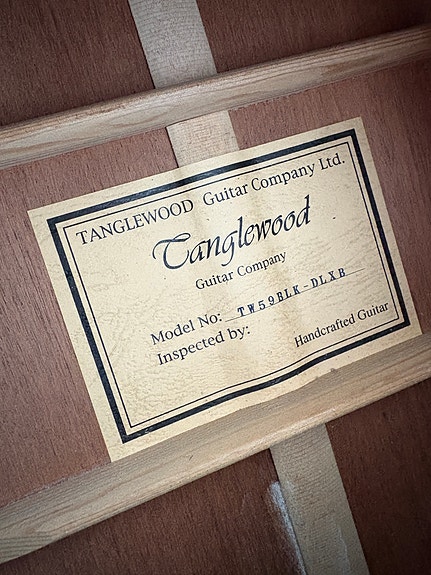 TANGLEWOOD Guitar Company Ltd.
Tanglewood
Guitar Company
Model No: TW59BLK-DLXB
Inspected by:
Handcrafted Guitar